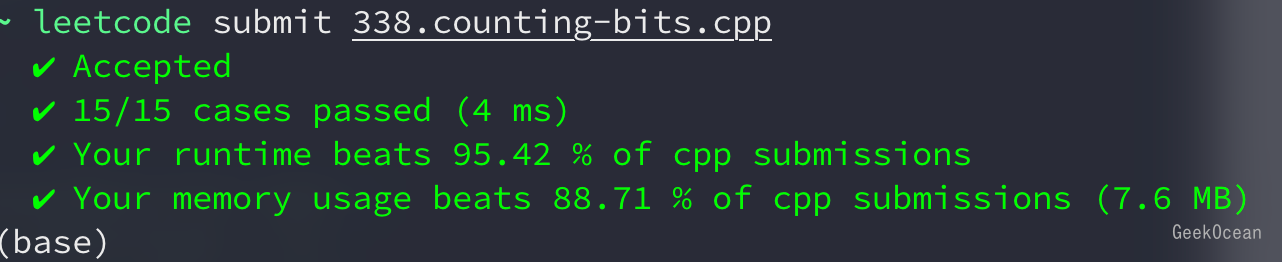 ~ leetcode submit 338.counting-bits.cpp
✔ Accepted
✔ 15/15 cases passed (4 ms)
✔ Your runtime beats 95.42 % of cpp submissions
✔ Your memory usage beats 88.71 % of cpp submissions (7.6 MB)
GeekOcean
(base)